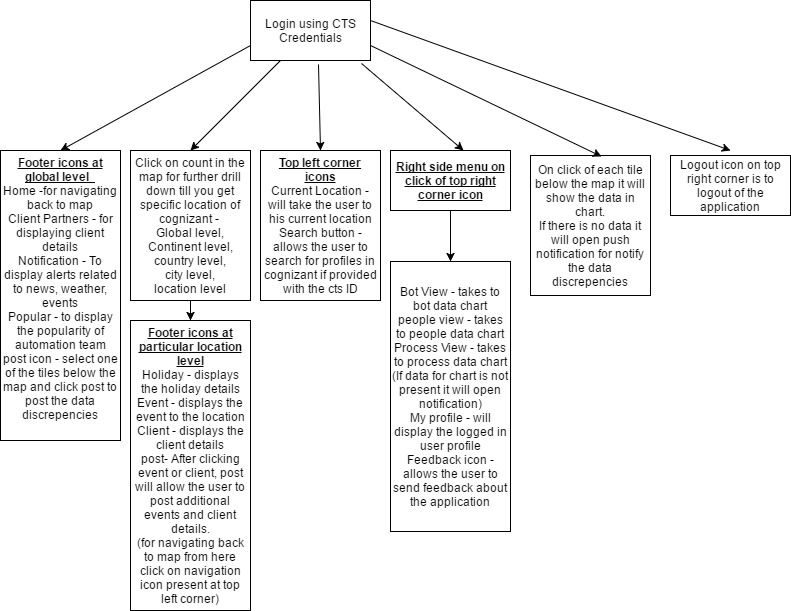 Login using CTS
Credentials
Footer icons at
global level
Home -for navigating
back to map
Client Partners - for
displaying client
details
Notification - To
display alerts related
to news, weather,
events
Popular - to display
the popularity of
automation team
post icon - select one
of the tiles below the
map and click post to
post the data
discrepencies
Click on count in the
map for further drill
down till you get
specific location of
cognizant -
Global level,
Continent level,
country level,
city level,
location level
Footer icons at
particular location
level
Holiday - displays
the holiday details
Event - displays the
event to the location
Client - displays the
client details
post- After clicking
event or client, post
will allow the user to
post additional
events and client
details.
(for navigating back
to map from here
click on navigation
icon present at top
left corner)
Top left corner
icons
Current Location -
will take the user to
his current location
Search button -
allows the user to
search for profiles in
cognizant if provided
with the cts ID
Right side menu on
click of top right
corner icon
Bot View - takes to
bot data chart
people view - takes
to people data chart
Process View - takes
to process data chart
(If data for chart is not
present it will open
notification)
My profile - will
display the logged in
user profile
Feedback icon -
allows the user to
send feedback about
the application
On click of each tile
below the map it will
show the data in
chart.
If there is no data it
will open push
notification for notify
the data
discrepencies
Logout icon on top
right corner is to
logout of the
application